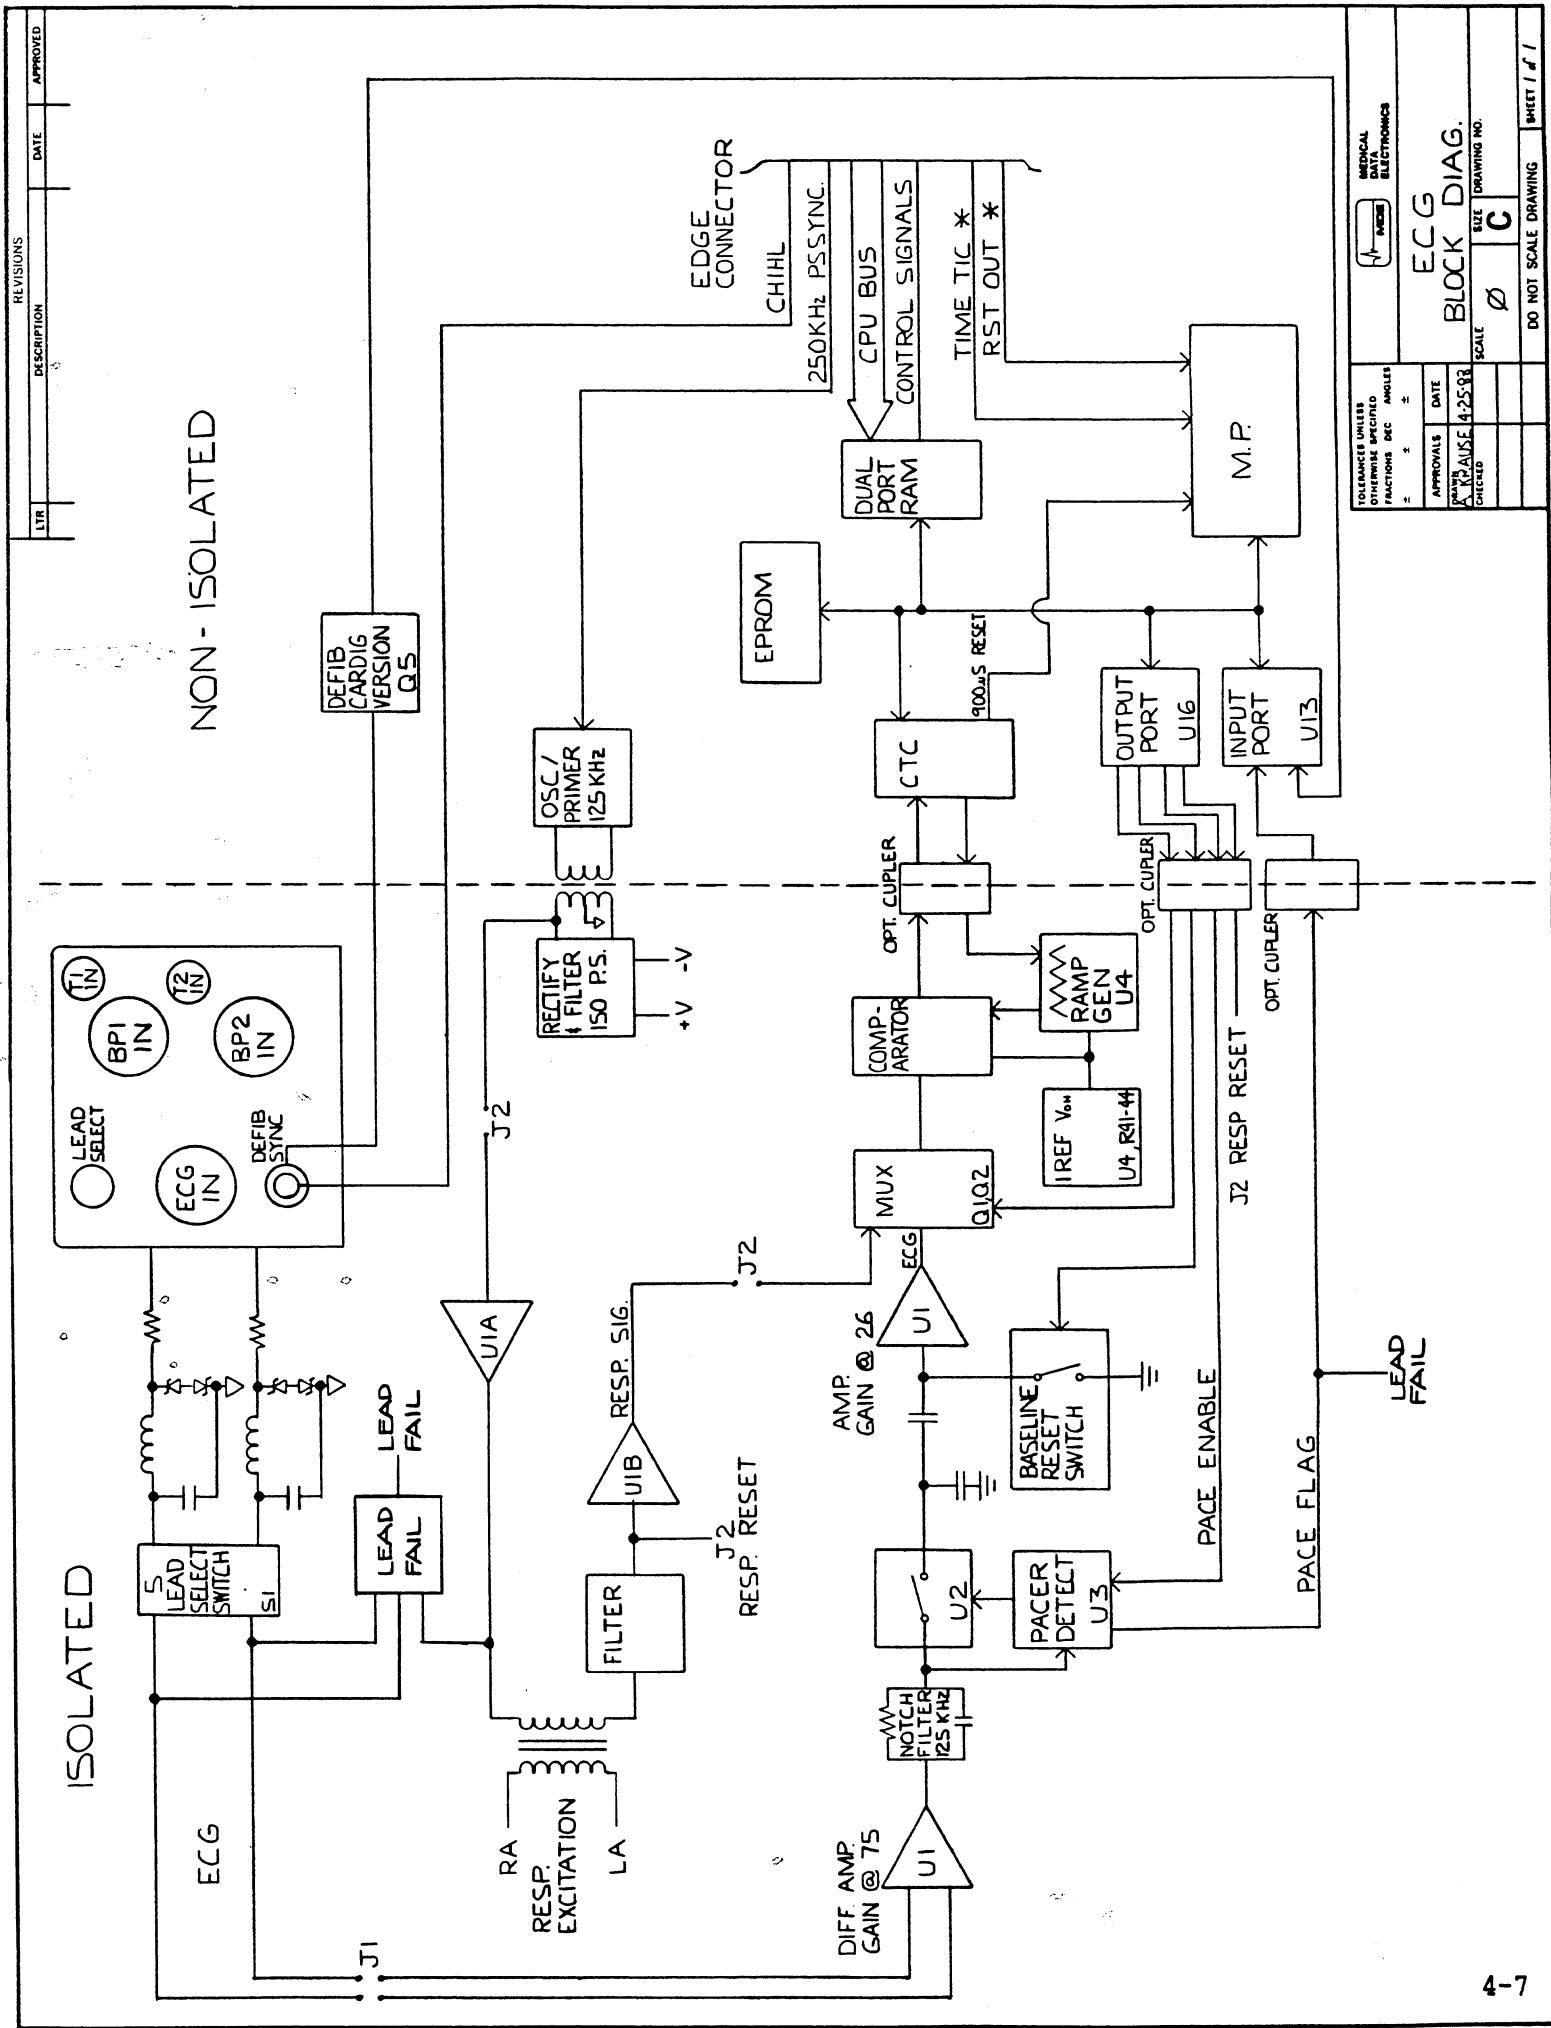 REVISIONS
LTR
DESCRIPTION
DATE
APPROVED
ISOLATED
NON-ISOLATED
ECG
5
LEAD
SELECT
SWITCH
S1
LEAD
SELECT
T1
IN
BP1
IN
T2
IN
BP2
IN
ECG
IN
DEFIB
SYNC
DEFIB
CARDIG
VERSION
Q5
LEAD
FAIL
LEAD
FAIL
U1A
J2
RECTIFY
& FILTER
ISO P.S.
+V
-V
OSC/
PRIMER
125KHz
EDGE
CONNECTOR
CHIHL
250KHz PSSYNC.
CPU BUS
CONTROL SIGNALS
TIME TIC *
RST OUT *
RA
RESP.
EXCITATION
LA
FILTER
U1B
RESP. SIG.
J2
RESP. RESET
J2
J1
DIFF. AMP.
GAIN @ 75
U1
NOTCH
FILTER
125 KHz
U2
PACER
DETECT
U3
AMP.
GAIN @ 26
U1
ECG
BASELINE
RESET
SWITCH
MUX
Q1,Q2
COMP-
ARATOR
IREF VOH
U4, R41-44
RAMP
GEN
U4
OPT. CUPLER
CTC
900uS RESET
EPROM
DUAL
PORT
RAM
M.P.
OUTPUT
PORT
U16
INPUT
PORT
U13
OPT. CUPLER
OPT. CUPLER
J2 RESP RESET
PACE ENABLE
PACE FLAG
LEAD
FAIL
TOLERANCES UNLESS
OTHERWISE SPECIFIED
FRACTIONS DEC ANGLES
± ± ±
APPROVALS DATE
DRAWN
A KRAUSE 4-25-83
CHECKED
MDE
MEDICAL
DATA
ELECTRONICS
ECG
BLOCK DIAG.
SCALE
Ø
SIZE
C
DRAWING NO.
DO NOT SCALE DRAWING
SHEET 1 of 1
4-7